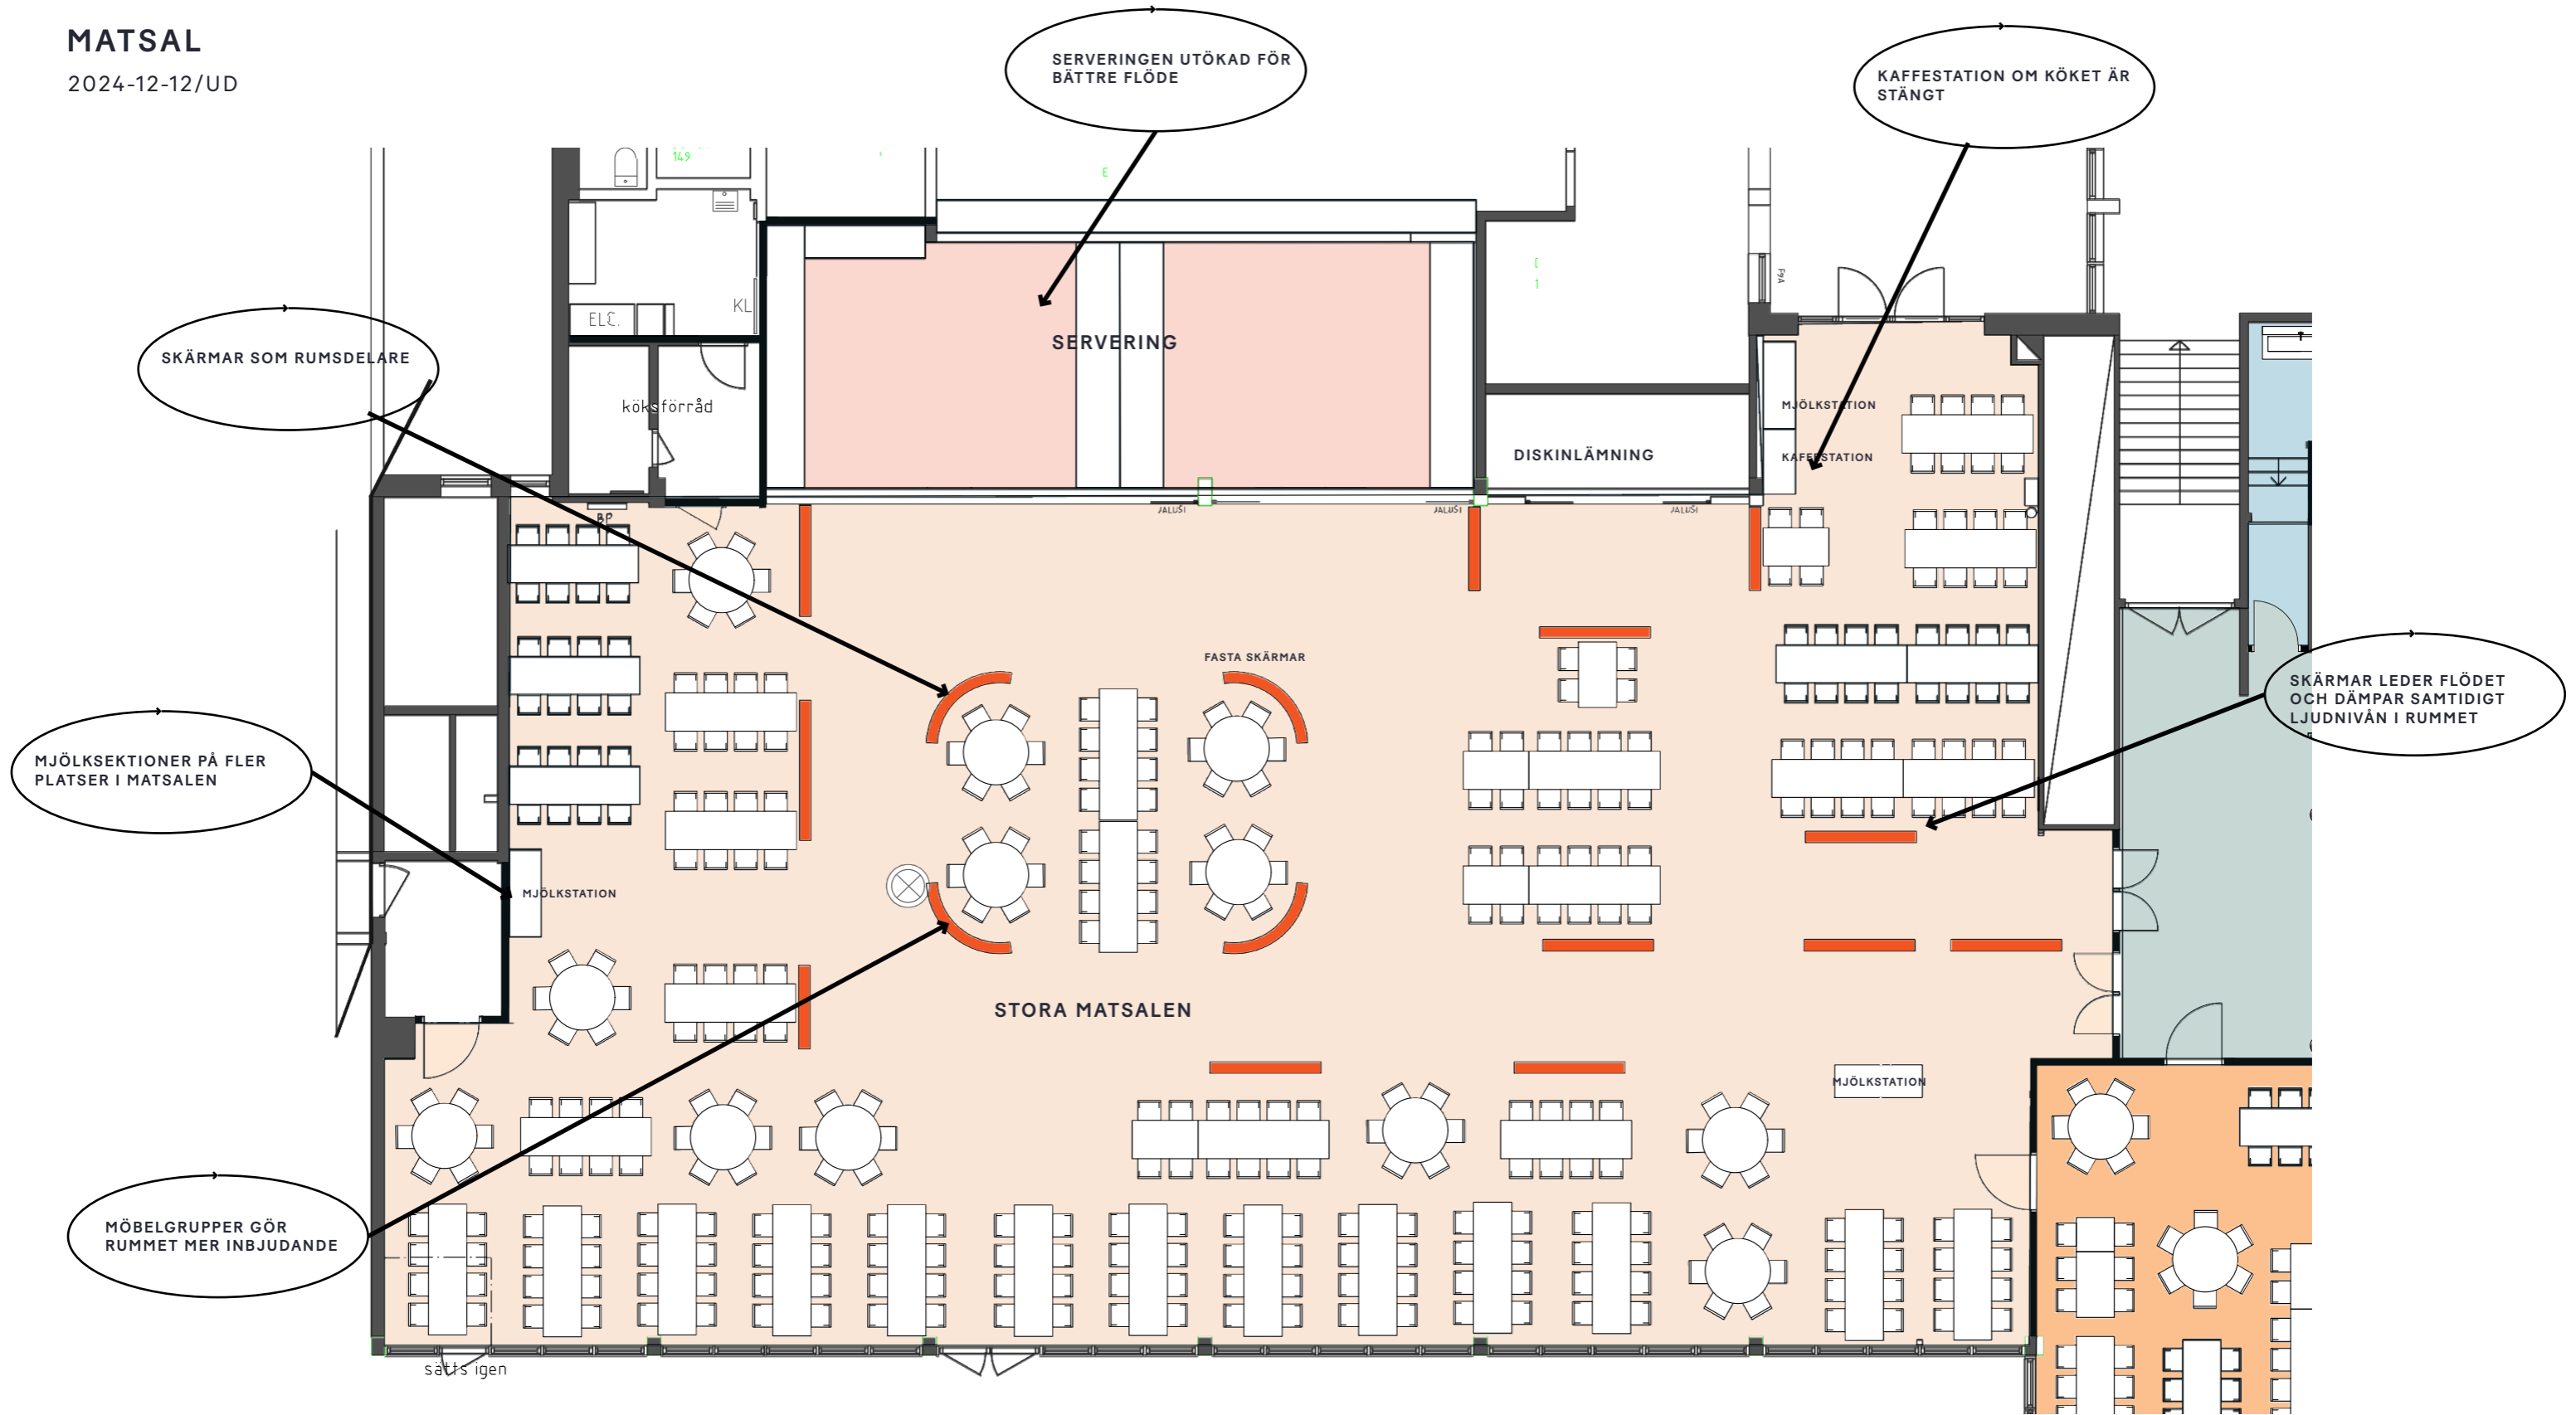 MATSAL
2024-12-12/UD
SERVERINGEN UTÖKAD FÖR
BÄTTRE FLÖDE
KAFFESTATION OM KÖKET ÄR
STÄNGT
149
E
KL
SERVERING
SKÄRMAR SOM RUMSDELARE
köksförråd
MJÖLKSTATION
DISKINLÄMNING
KAFFESTATION
BP
JALUSI
JALUSI
JALUSI
FASTA SKÄRMAR
SKÄRMAR LEDER FLÖDET
OCH DÄMPAR SAMTIDIGT
LJUDNIVÅN I RUMMET
MJÖLKSEKTIONER PÅ FLER
PLATSER I MATSALEN
MJÖLKSTATION
STORA MATSALEN
MJÖLKSTATION
MÖBELGRUPPER GÖR
RUMMET MER INBJUDANDE
sätts igen